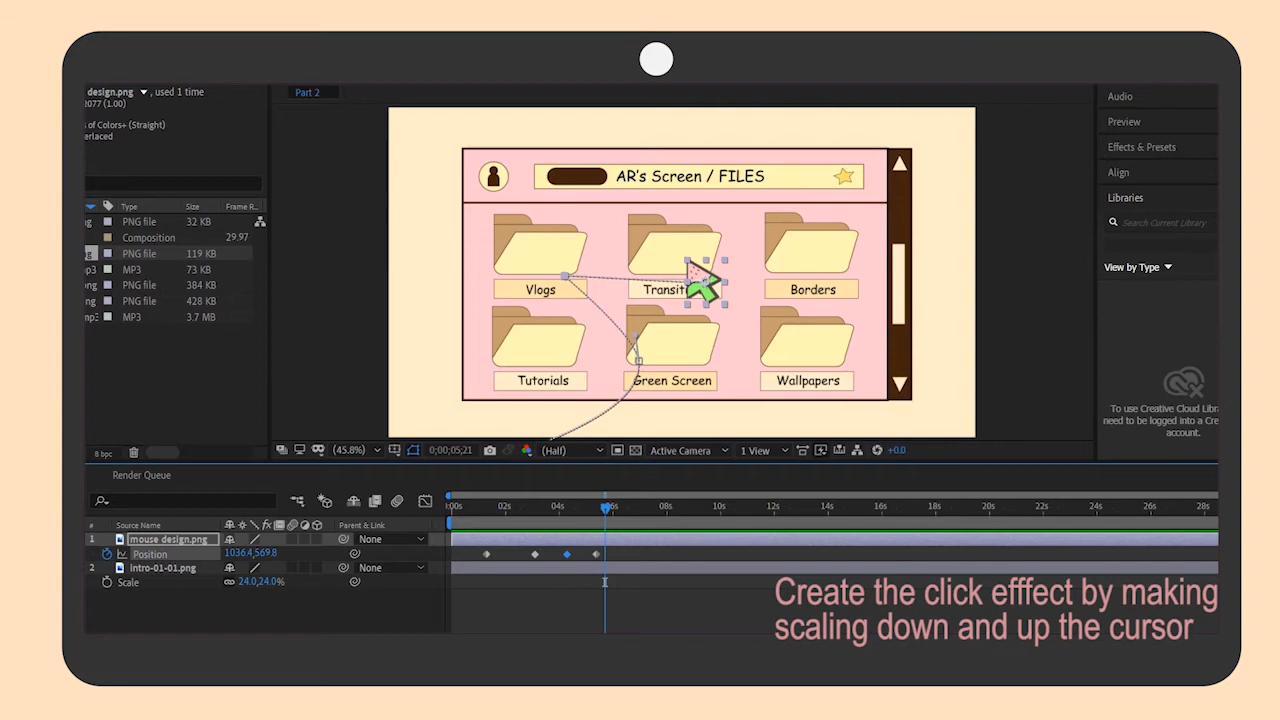 design.png ▼, used 1 time
2077 (1.00)
s of Colors+ (Straight)
erlaced
Type Size Frame R...
PNG file 32 KB
Composition 29.97
PNG file 119 KB
MP3 73 KB
PNG file 384 KB
PNG file 428 KB
MP3 3.7 MB
8 bpc
Part 2
AR's Screen / FILES
Vlogs
Transit
Borders
Tutorials
Green Screen
Wallpapers
(45.8%) 0;00;05;21 (Half) Active Camera 1 View +0.0
Audio
Preview
Effects & Presets
Align
Libraries
Search Current Library
View by Type
To use Creative Cloud Libra
need to be logged into a Cre
account.
Render Queue
# Source Name Parent & Link
1 mouse design.png None
Position 1036.4,569.8
2 Intro-01-01.png None
Scale 24.0,24.0%
:00s 02s 04s 06s 08s 10s 12s 14s 16s 18s 20s 22s 24s 26s 28s
Create the click efffect by making
scaling down and up the cursor